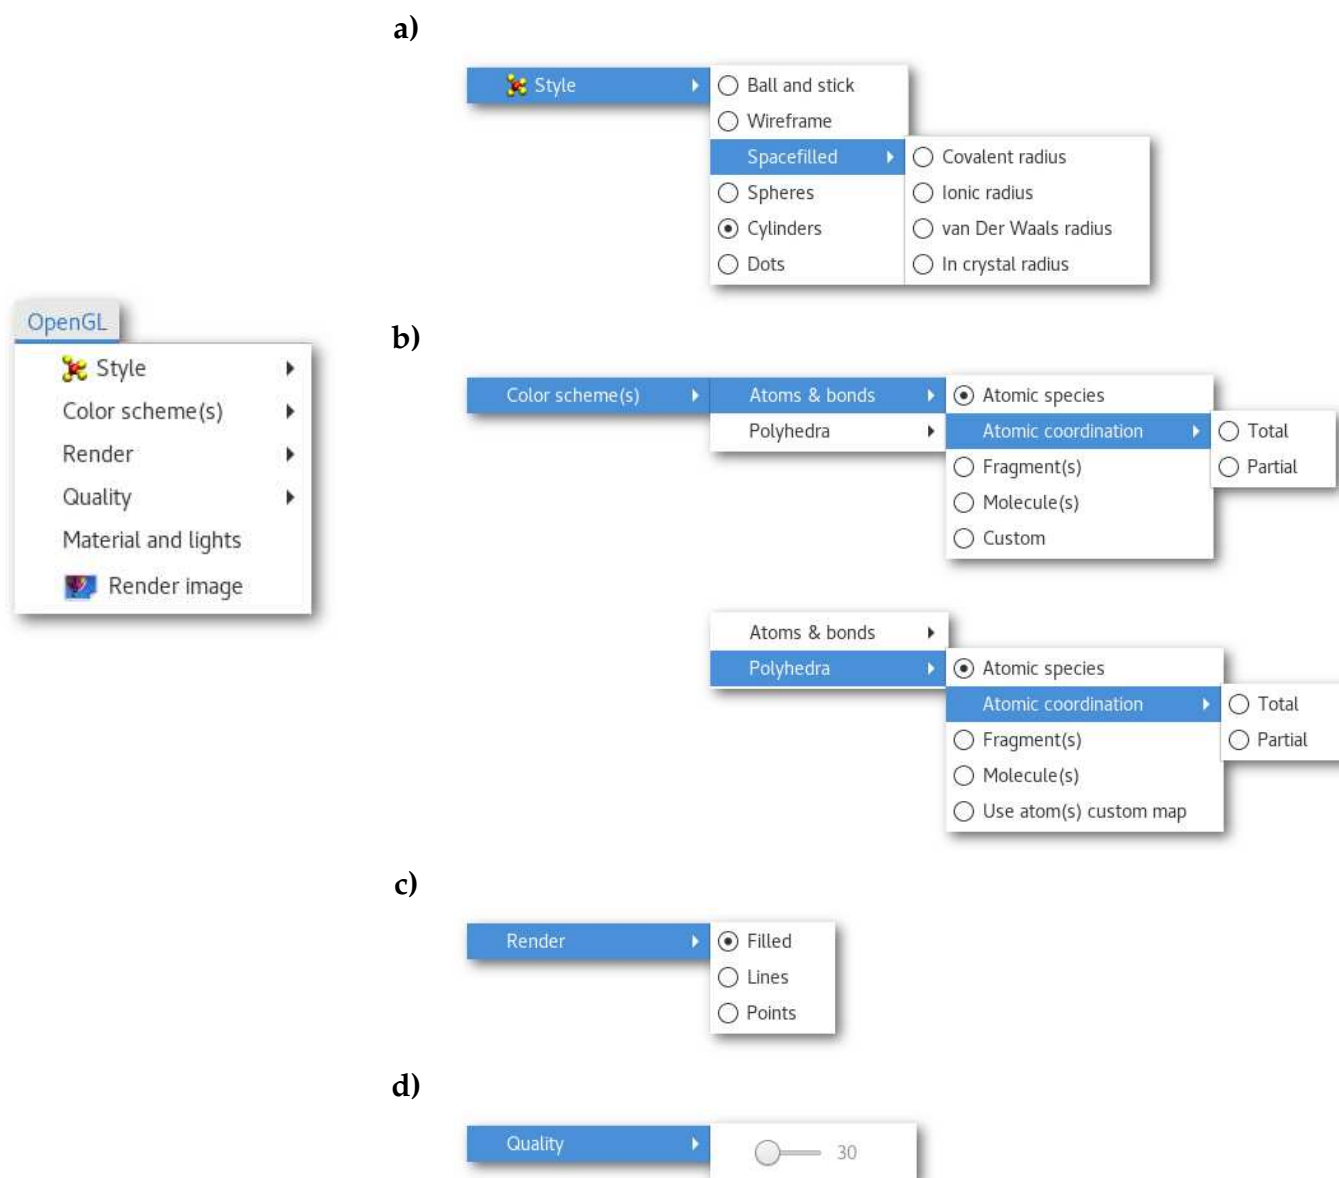 a)
Style
Ball and stick
Wireframe
Spacefilled
Covalent radius
Spheres
Ionic radius
Cylinders
van Der Waals radius
Dots
In crystal radius
OpenGL
Style
Color scheme(s)
Render
Quality
Material and lights
Render image
b)
Color scheme(s)
Atoms & bonds
Atomic species
Polyhedra
Atomic coordination
Total
Fragment(s)
Partial
Molecule(s)
Custom
Atoms & bonds
Polyhedra
Atomic species
Atomic coordination
Total
Fragment(s)
Partial
Molecule(s)
Use atom(s) custom map
c)
Render
Filled
Lines
Points
d)
Quality
30